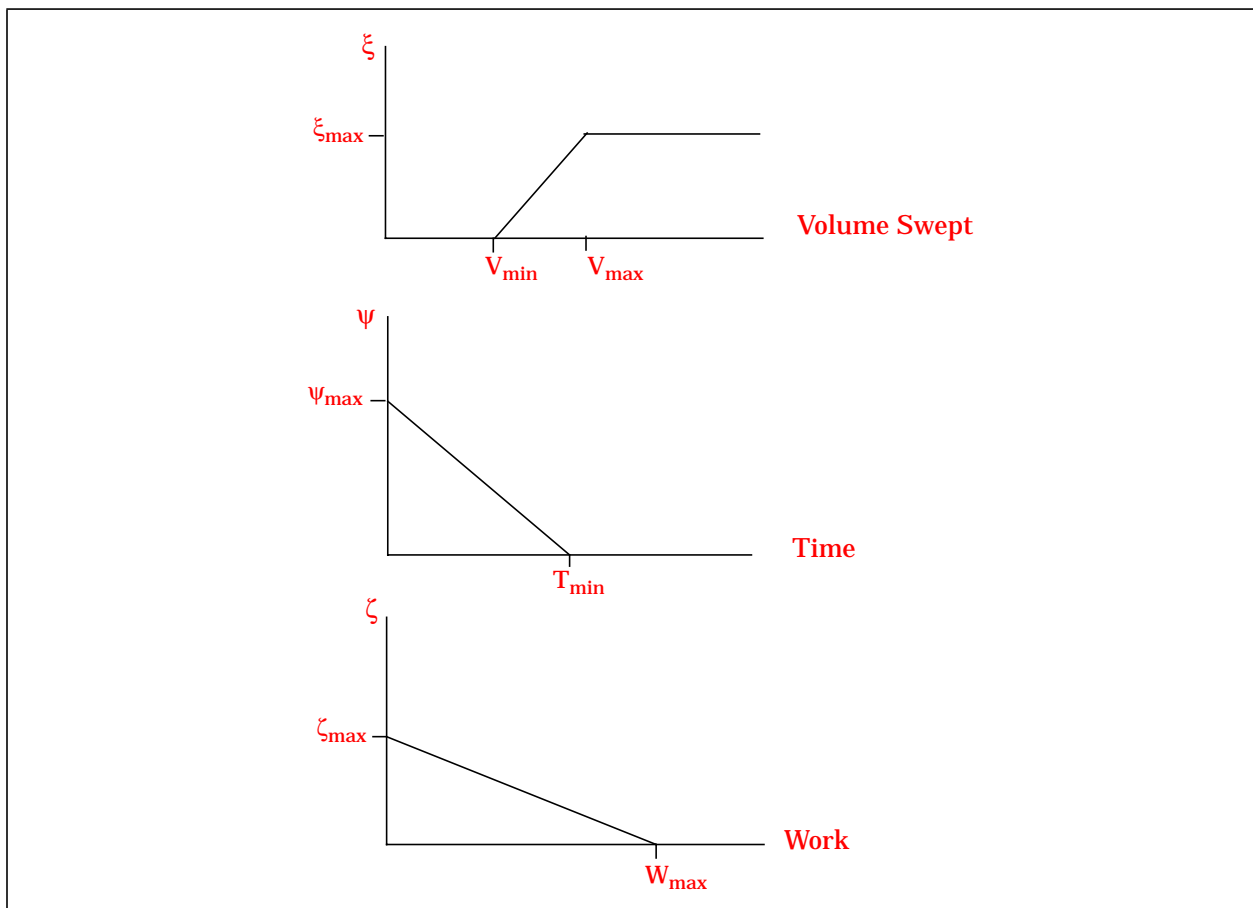 ξ
ξmax
Volume Swept
Vmin
Vmax
ψ
ψmax
Time
Tmin
ζ
ζmax
Work
Wmax